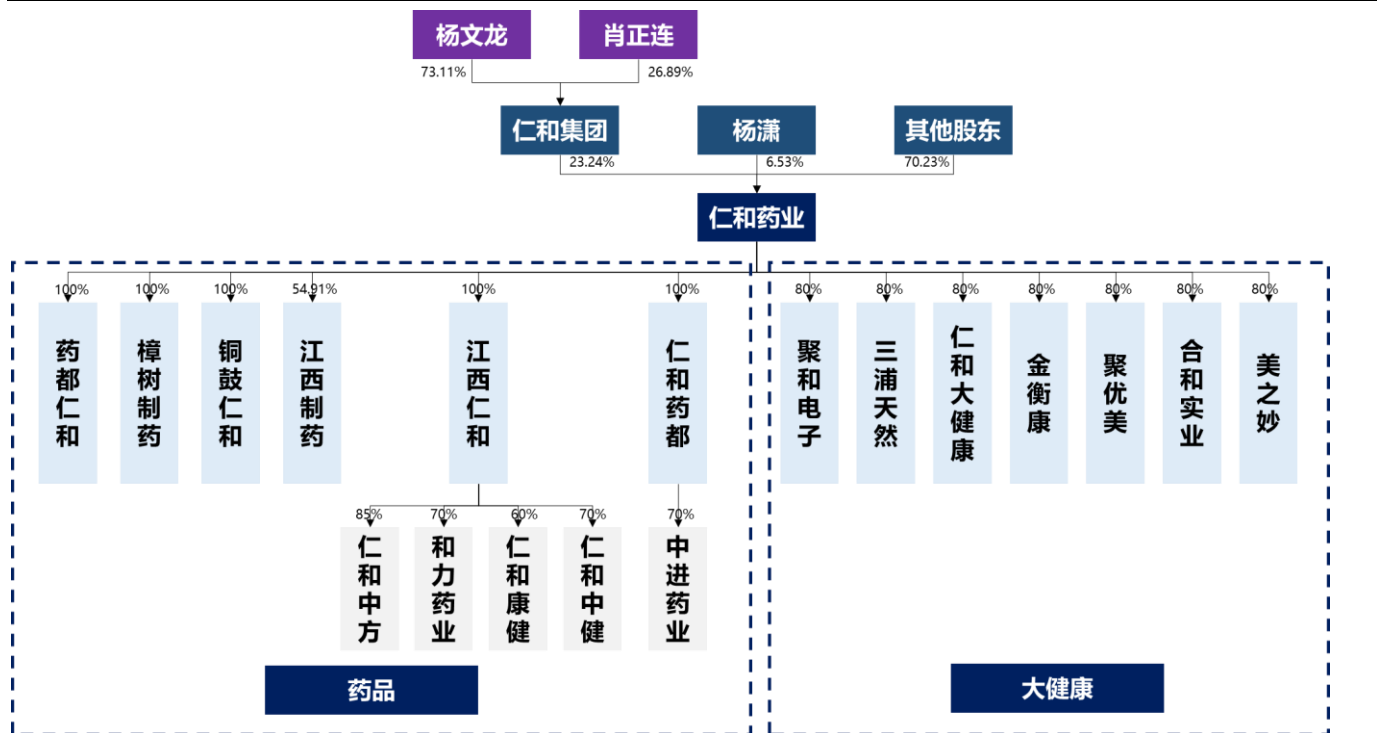 杨文龙
肖正连
73.11%
26.89%
仁和集团
杨潇
其他股东
23.24%
6.53%
70.23%
仁和药业
100%
100%
100%
54.91%
100%
100%
80%
80%
80%
80%
80%
80%
80%
药都仁和
樟树制药
铜鼓仁和
江西制药
江西仁和
仁和药都
聚和电子
三浦天然
仁和大健康
金衡康
聚优美
合和实业
美之妙
85%
70%
60%
70%
70%
仁和中方
和力药业
仁和康健
仁和中健
中进药业
药品
大健康